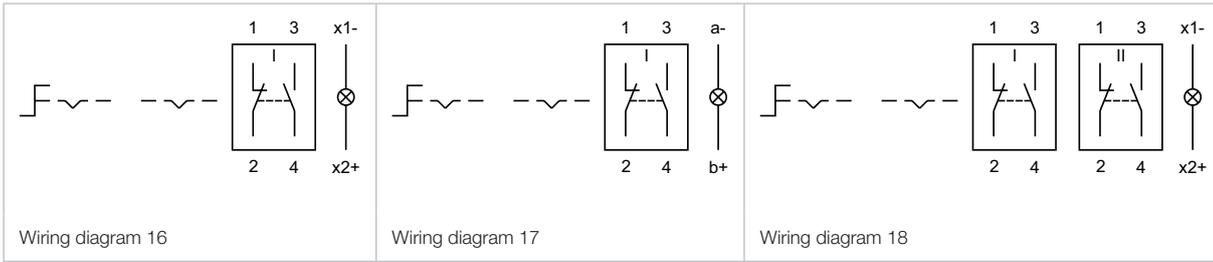 1 3 x1-
I
2 4 x2+
Wiring diagram 16
1 3 a-
I
2 4 b+
Wiring diagram 17
1 3 1 3 x1-
I II
2 4 2 4 x2+
Wiring diagram 18